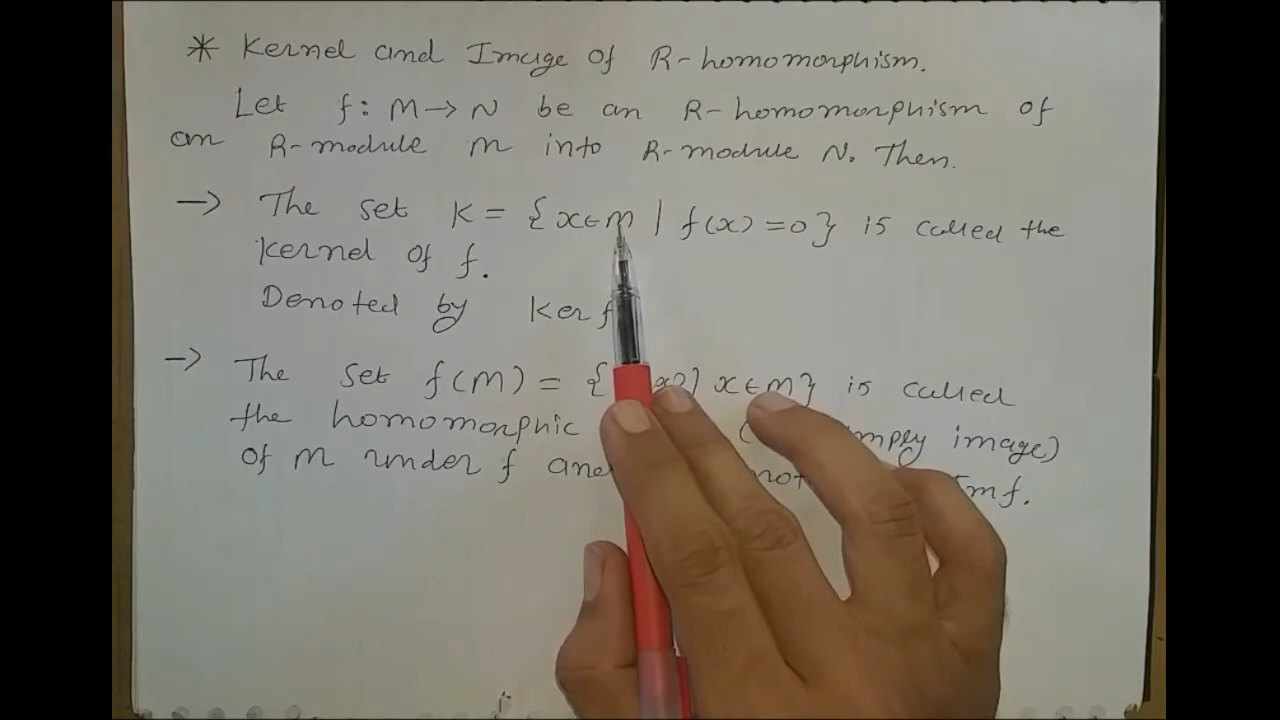 * Kernel and Image of R-homomorphism.
Let f: M → N be an R-homomorphism of
an R-module M into R-module N. Then.
→ The set K = {x∈M | f(x) = 0} is called the
kernel of f.
Denoted by Ker f
→ The set f(M) = { x) | x∈M} is called
the homomorphic image)
of M under f Im f.